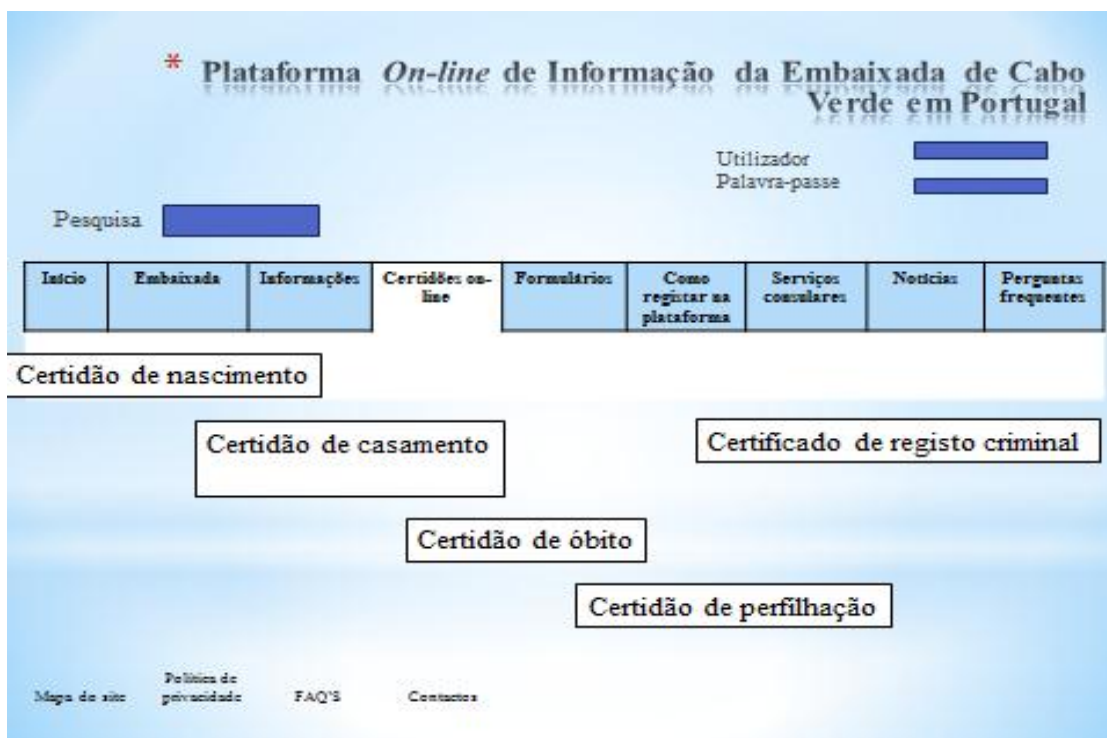 * Plataforma On-line de Informação da Embaixada de Cabo
Verde em Portugal
Utilizador
Palavra-passe
Pesquisa
Início
Embaixada
Informações
Certidões on-
line
Formulários
Como
registar na
plataforma
Serviços
consulares
Notícias
Perguntas
frequentes
Certidão de nascimento
Certidão de casamento
Certificado de registo criminal
Certidão de óbito
Certidão de perfilhação
Mapa do site
Política de
privacidade
FAQ'S
Contactos